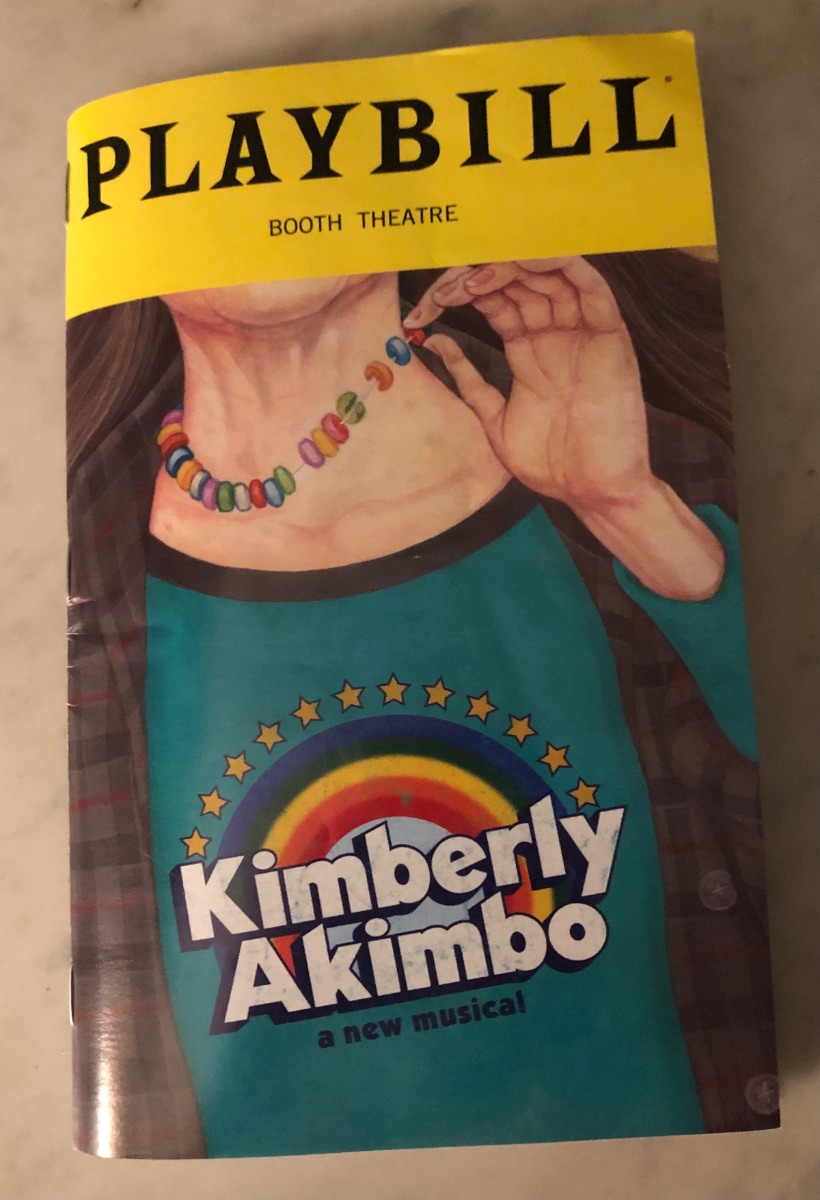 PLAYBILL
BOOTH THEATRE
Kimberly
Akimbo
a new musical